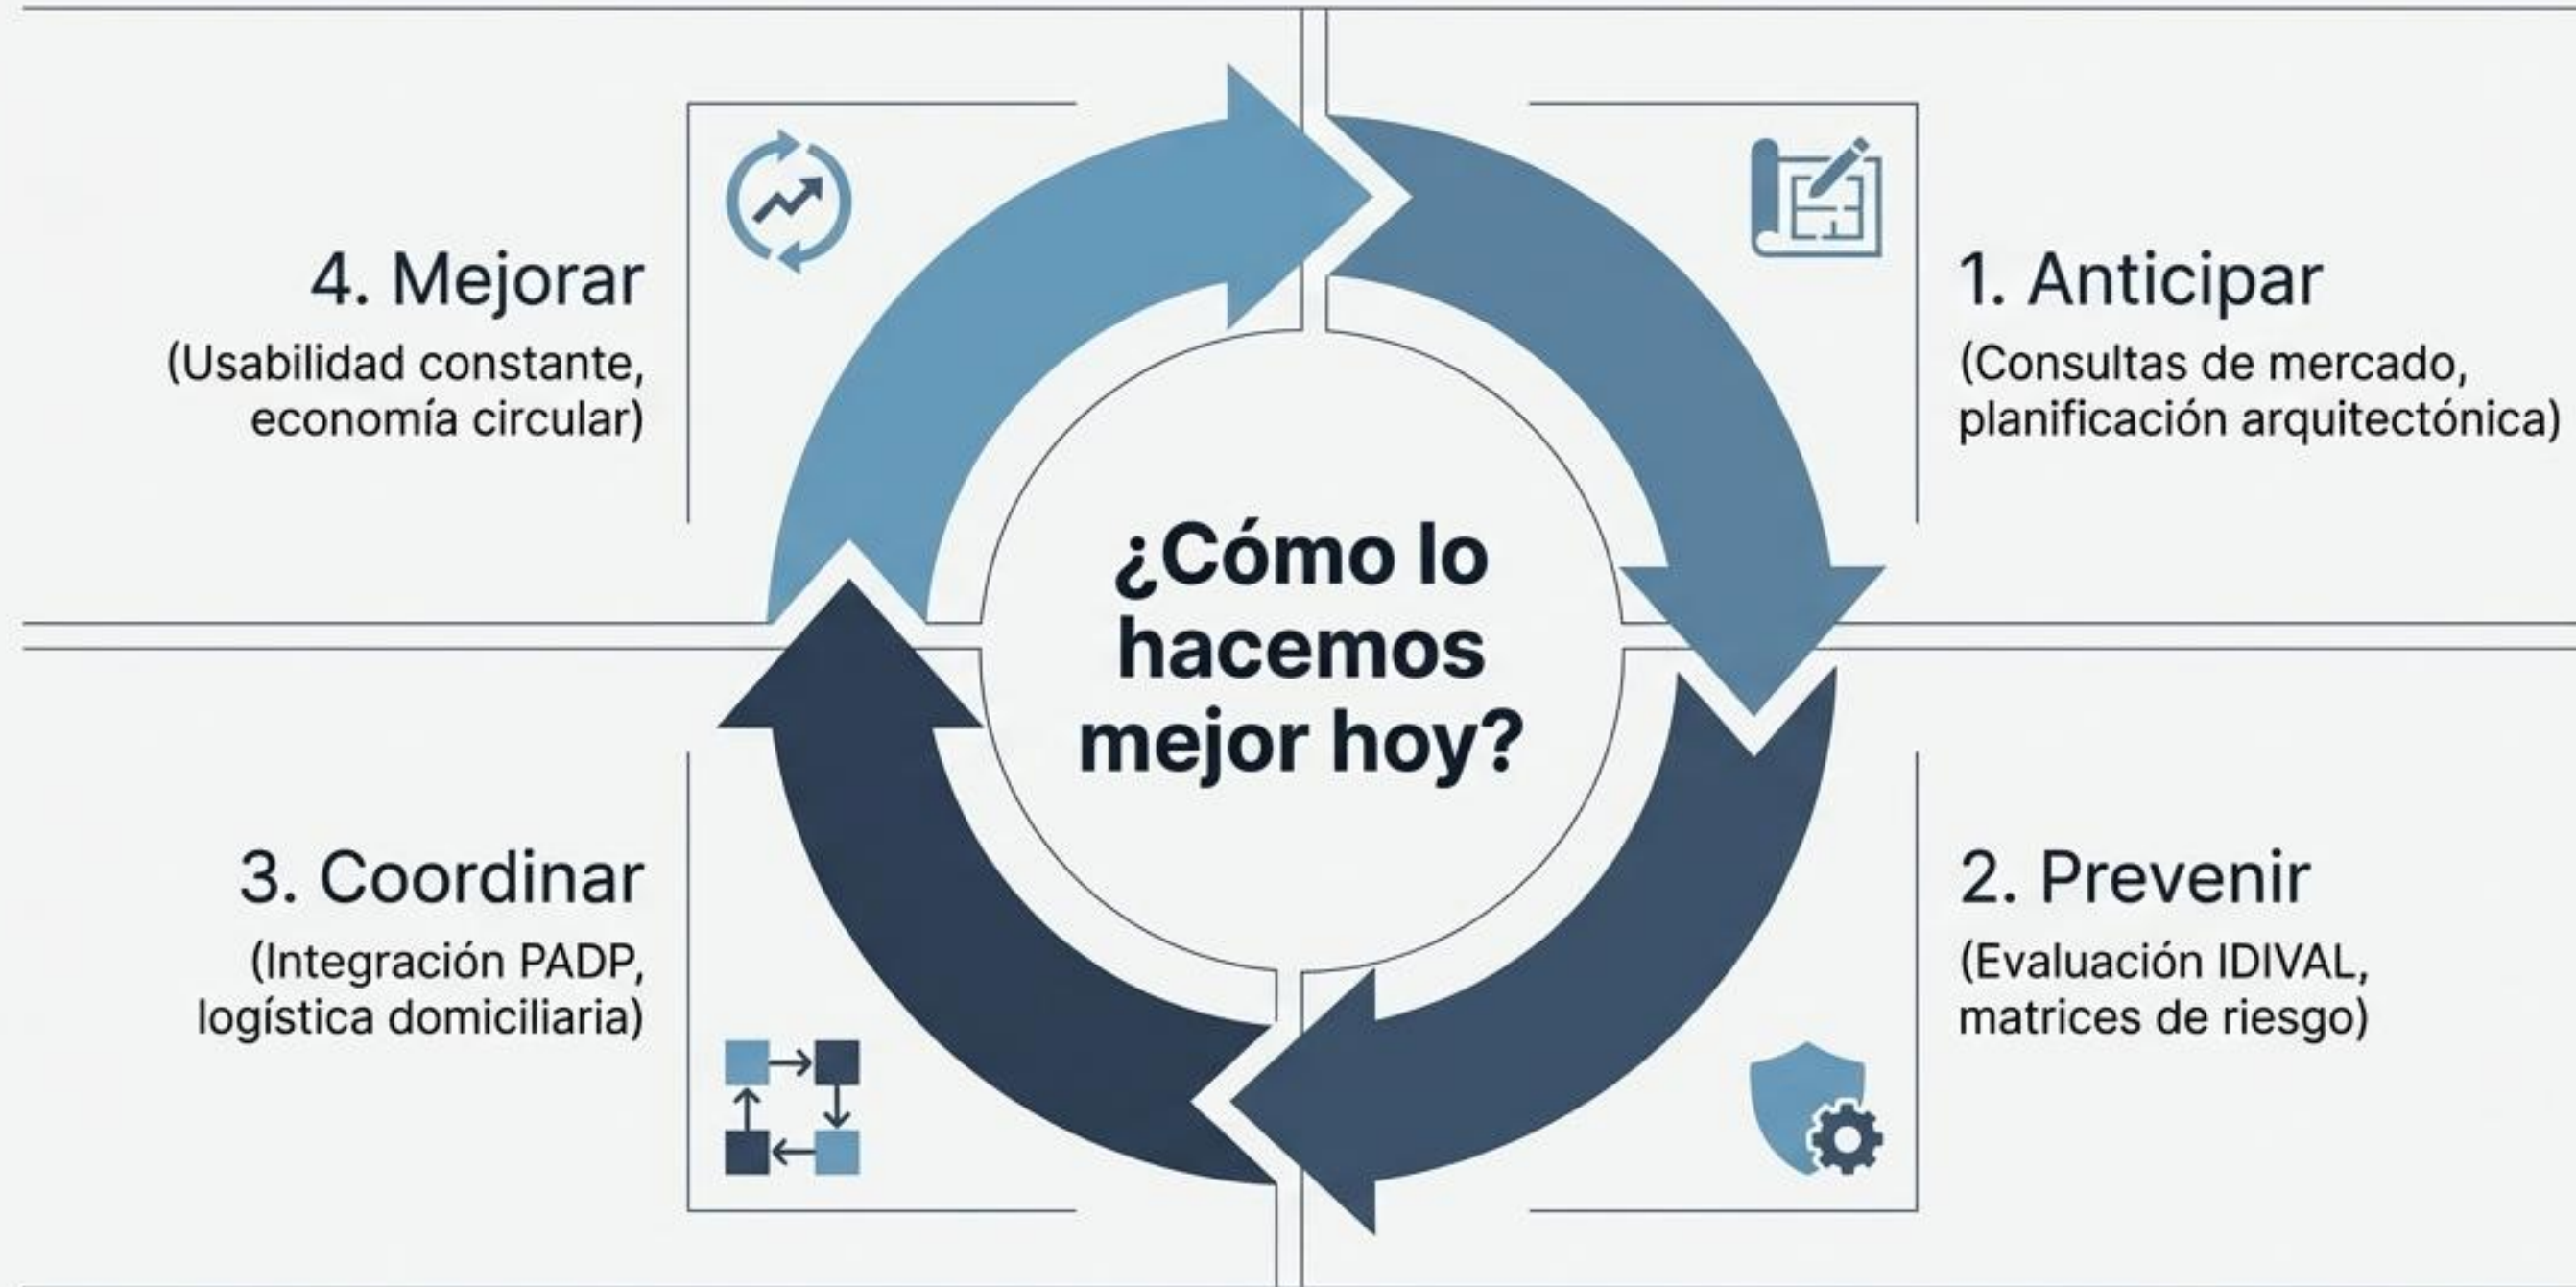 ¿Cómo lo
hacemos
mejor hoy?
1. Anticipar
(Consultas de mercado,
planificación arquitectónica)
2. Prevenir
(Evaluación IDIVAL,
matrices de riesgo)
3. Coordinar
(Integración PADP,
logística domiciliaria)
4. Mejorar
(Usabilidad constante,
economía circular)